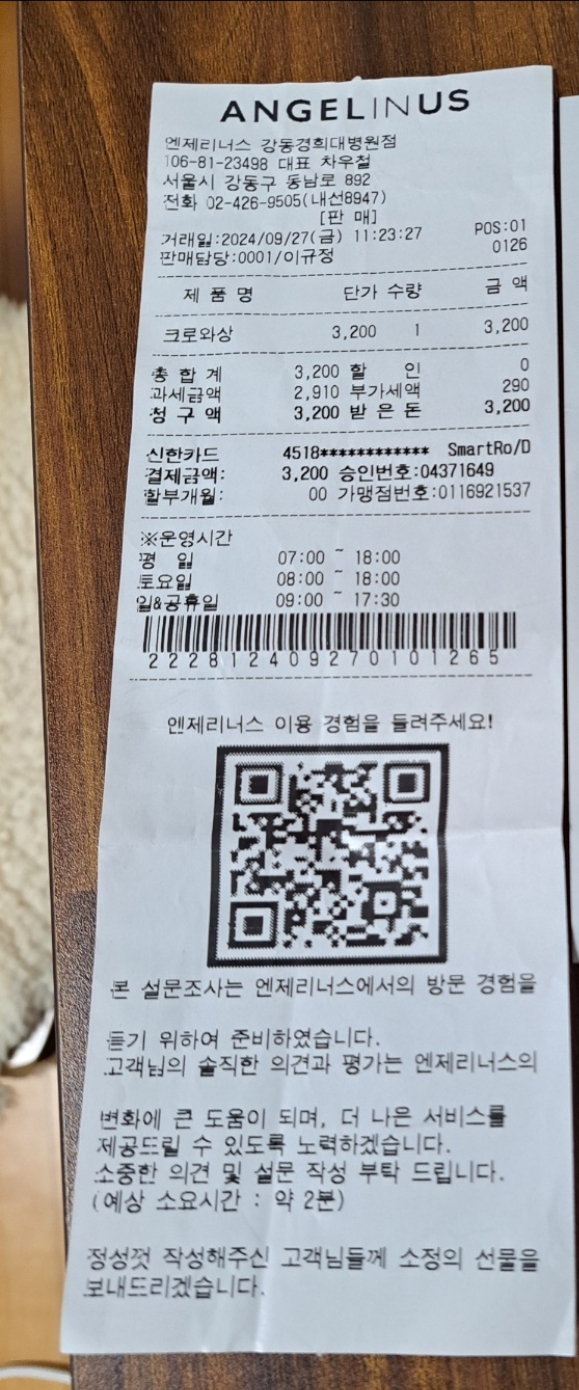 ANGELINUS
엔제리너스 강동경희대병원점
106-81-23498 대표 차우철
서울시 강동구 동남로 892
전화 02-426-9505(내선8947)
[판 매]
거래일:2024/09/27(금) 11:23:27 POS:01
판매담당:0001/이규정 0126
제 품 명 단가 수량 금 액
크로와상 3,200 1 3,200
총 합 계 3,200 할 인 0
과세금액 2,910 부가세액 290
청 구 액 3,200 받 은 돈 3,200
신한카드 4518************ SmartRo/D
결제금액: 3,200 승인번호:04371649
할부개월: 00 가맹점번호:0116921537
※운영시간
평 일 07:00 ~ 18:00
토요일 08:00 ~ 18:00
일&공휴일 09:00 ~ 17:30
222812409270101265
엔제리너스 이용 경험을 들려주세요!
본 설문조사는 엔제리너스에서의 방문 경험을
듣기 위하여 준비하였습니다.
고객님의 솔직한 의견과 평가는 엔제리너스의
변화에 큰 도움이 되며, 더 나은 서비스를
제공드릴 수 있도록 노력하겠습니다.
소중한 의견 및 설문 작성 부탁 드립니다.
(예상 소요시간 : 약 2분)
정성껏 작성해주신 고객님들께 소정의 선물을
보내드리겠습니다.